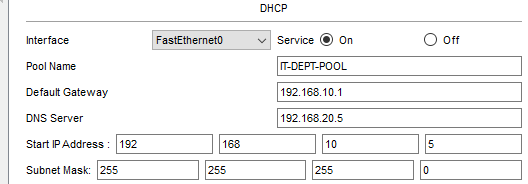 DHCP
Interface FastEthernet0 Service On Off
Pool Name IT-DEPT-POOL
Default Gateway 192.168.10.1
DNS Server 192.168.20.5
Start IP Address : 192 168 10 5
Subnet Mask: 255 255 255 0